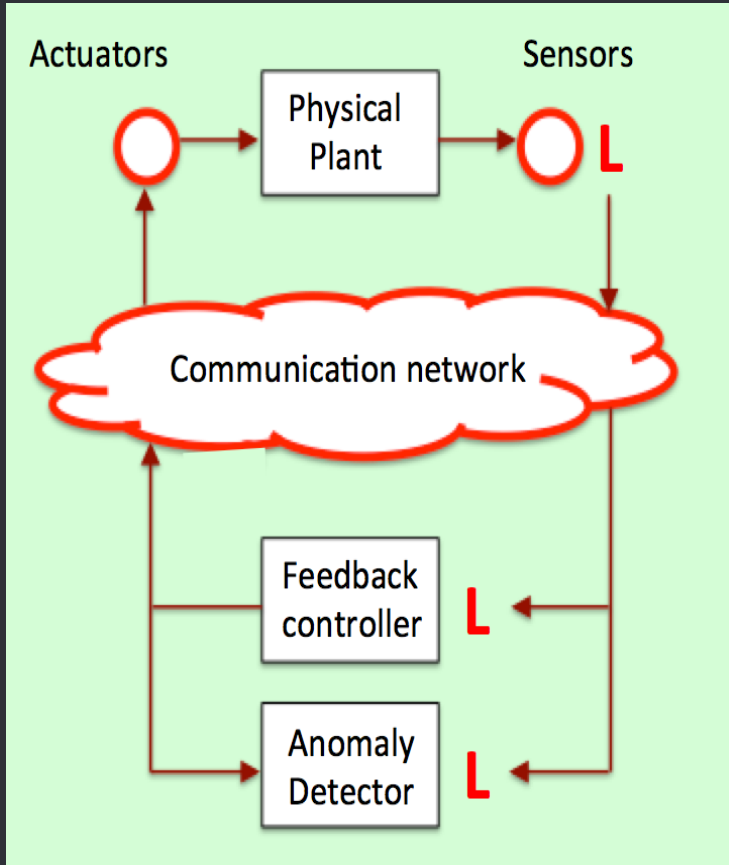 Actuators
Sensors
Physical
Plant
L
Communication network
Feedback
controller
L
Anomaly
Detector
L